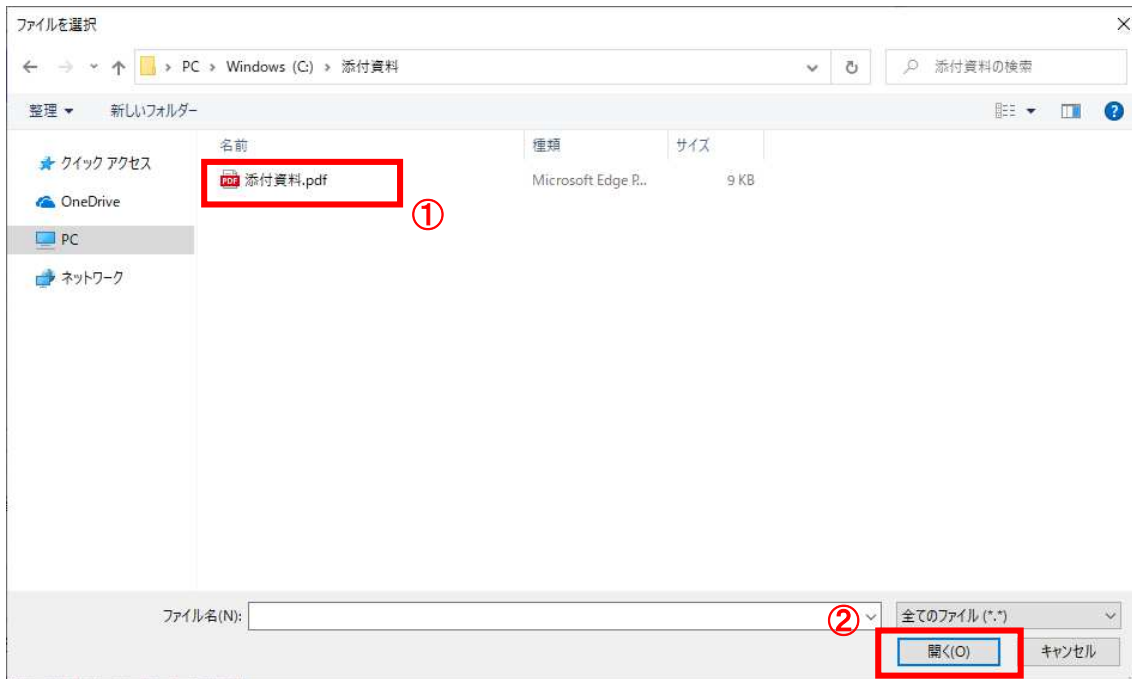 ファイルを選択
PC › Windows (C:) › 添付資料
添付資料の検索
整理
新しいフォルダー
名前 種類 サイズ
クイック アクセス
OneDrive
PC
ネットワーク
PDF 添付資料.pdf Microsoft Edge P... 9 KB
①
ファイル名(N):
②
全てのファイル (*.*)
開く(O)
キャンセル